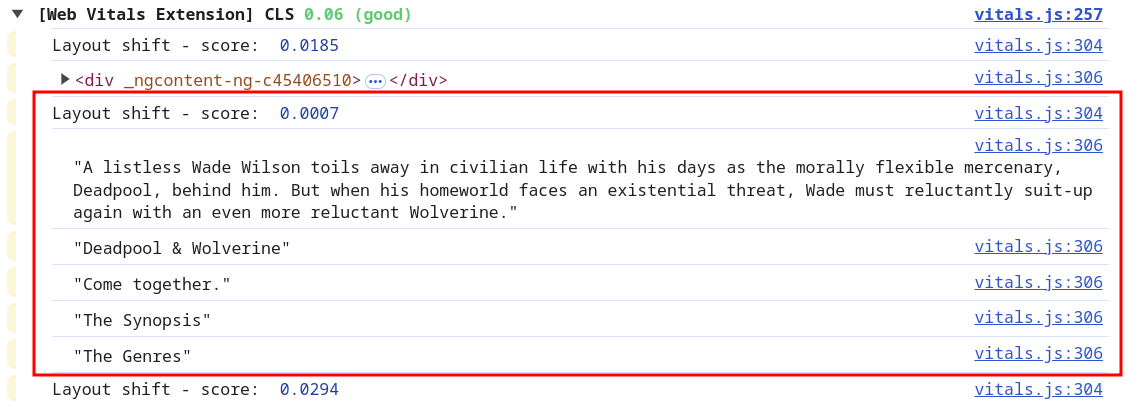 [Web Vitals Extension] CLS 0.06 (good) vitals.js:257
Layout shift - score: 0.0185 vitals.js:304
<div _ngcontent-ng-c45406510>…</div> vitals.js:306
Layout shift - score: 0.0007 vitals.js:304
vitals.js:306
"A listless Wade Wilson toils away in civilian life with his days as the morally flexible mercenary,
Deadpool, behind him. But when his homeworld faces an existential threat, Wade must reluctantly suit-up
again with an even more reluctant Wolverine."
"Deadpool & Wolverine" vitals.js:306
"Come together." vitals.js:306
"The Synopsis" vitals.js:306
"The Genres" vitals.js:306
Layout shift - score: 0.0294 vitals.js:304